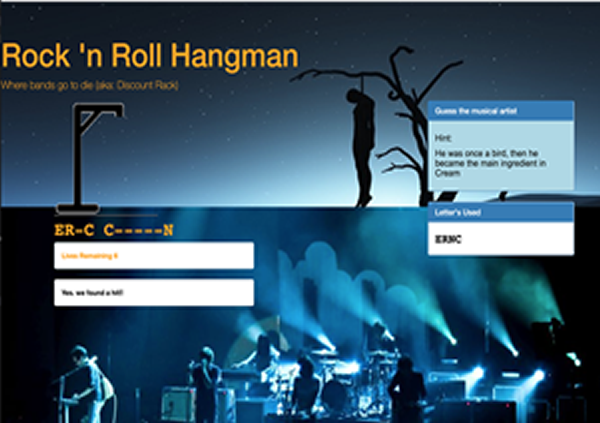 Rock 'n Roll Hangman
Where bands go to die (aka: Discount Rack)
Guess the musical artist
Hint:
He was once a bird, then he
became the main ingredient in
Cream
Letter's Used
ERNC
ER-C C-----N
Lives Remaining 6
Yes, we found a hit!!